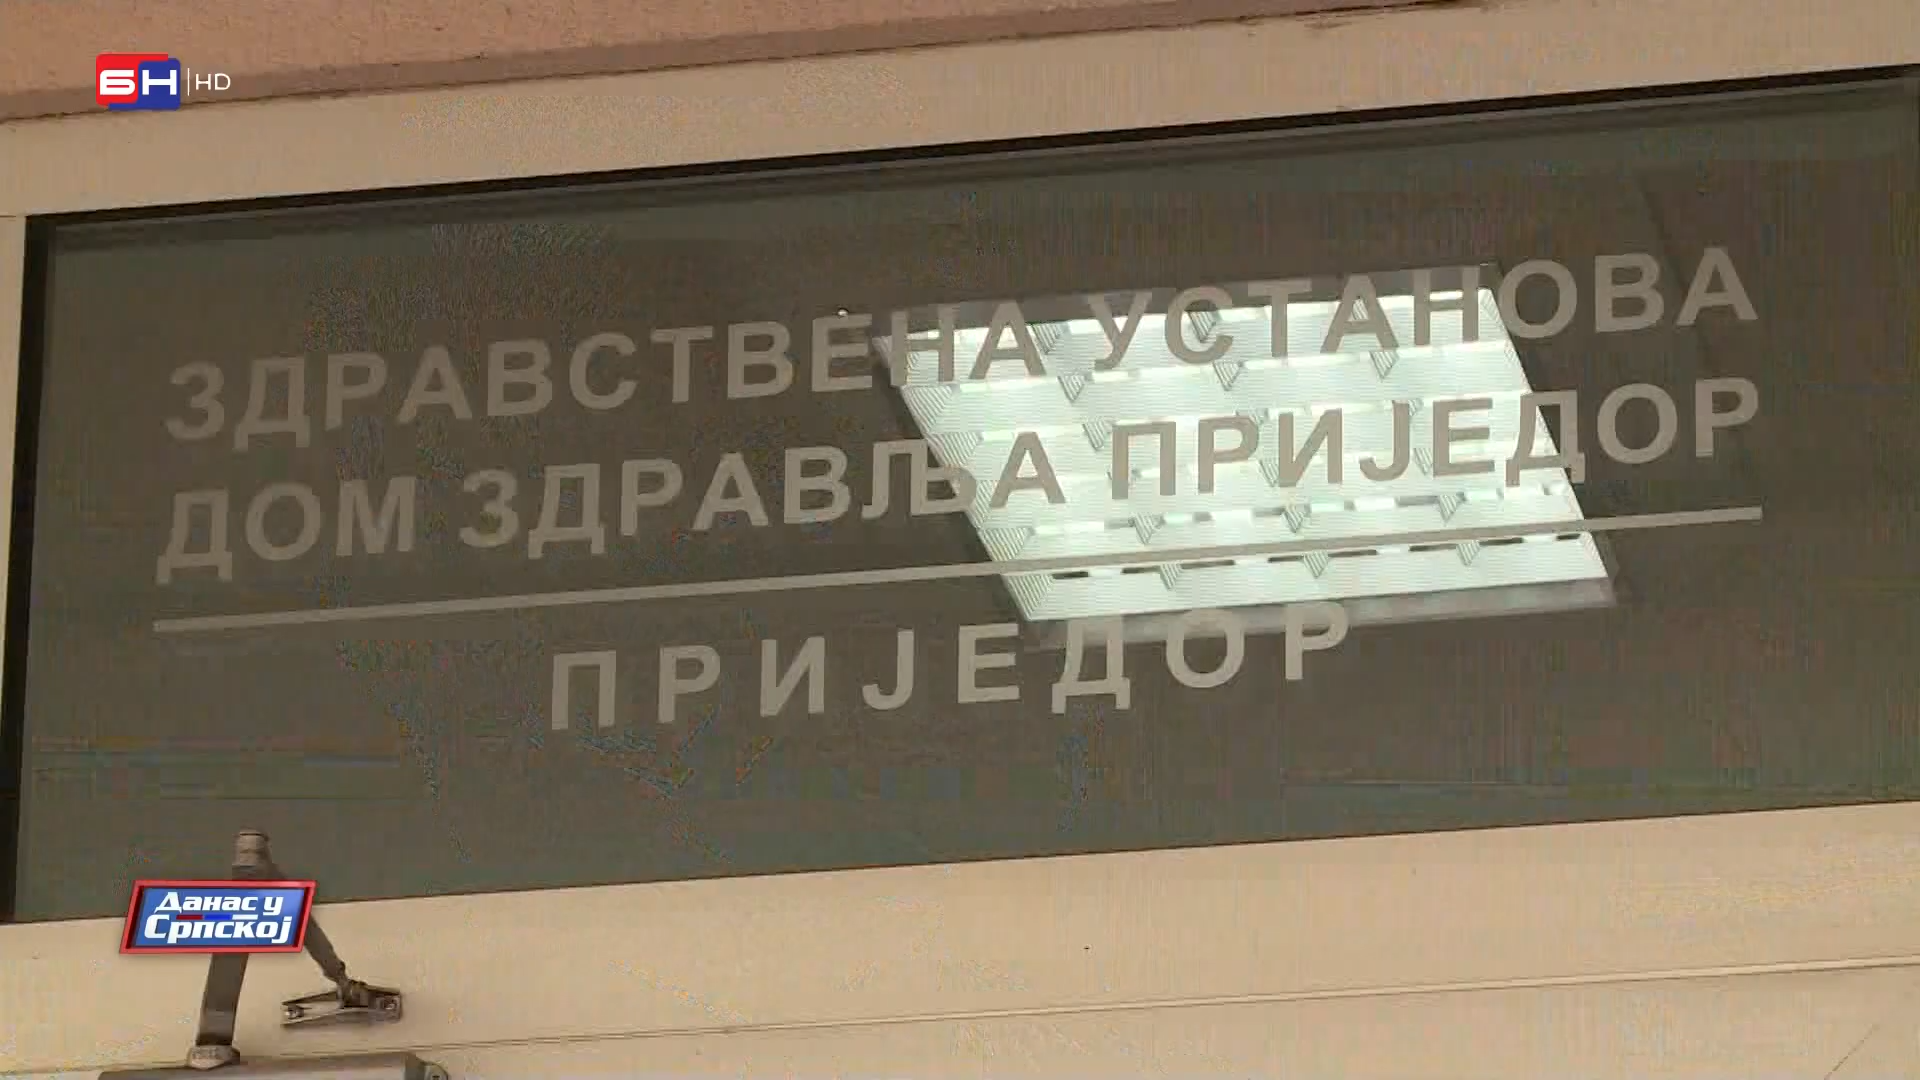 БН HD
ЗДРАВСТВЕНА УСТАНОВА
ДОМ ЗДРАВЉА ПРИЈЕДОР
ПРИЈЕДОР
Данас у
Српској